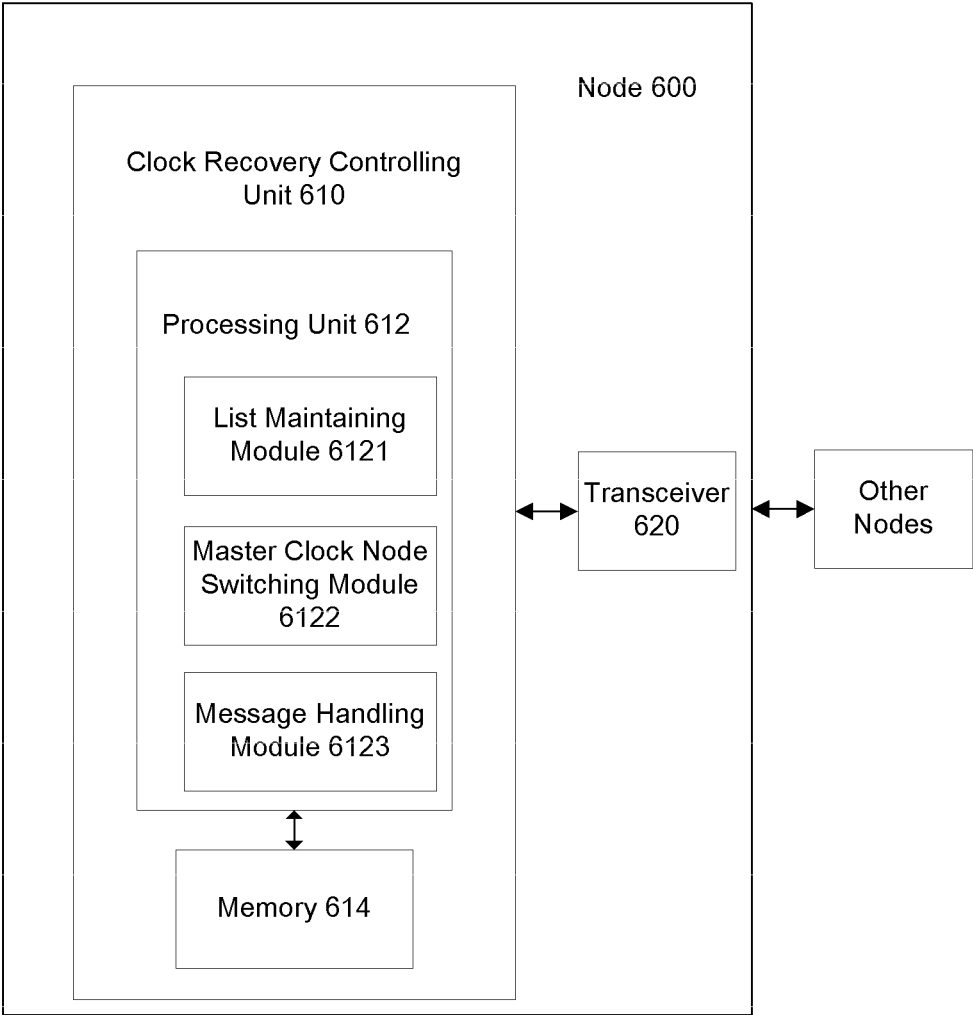 Node 600
Clock Recovery Controlling
Unit 610
Processing Unit 612
List Maintaining
Module 6121
Master Clock Node
Switching Module
6122
Message Handling
Module 6123
Memory 614
Transceiver
620
Other
Nodes